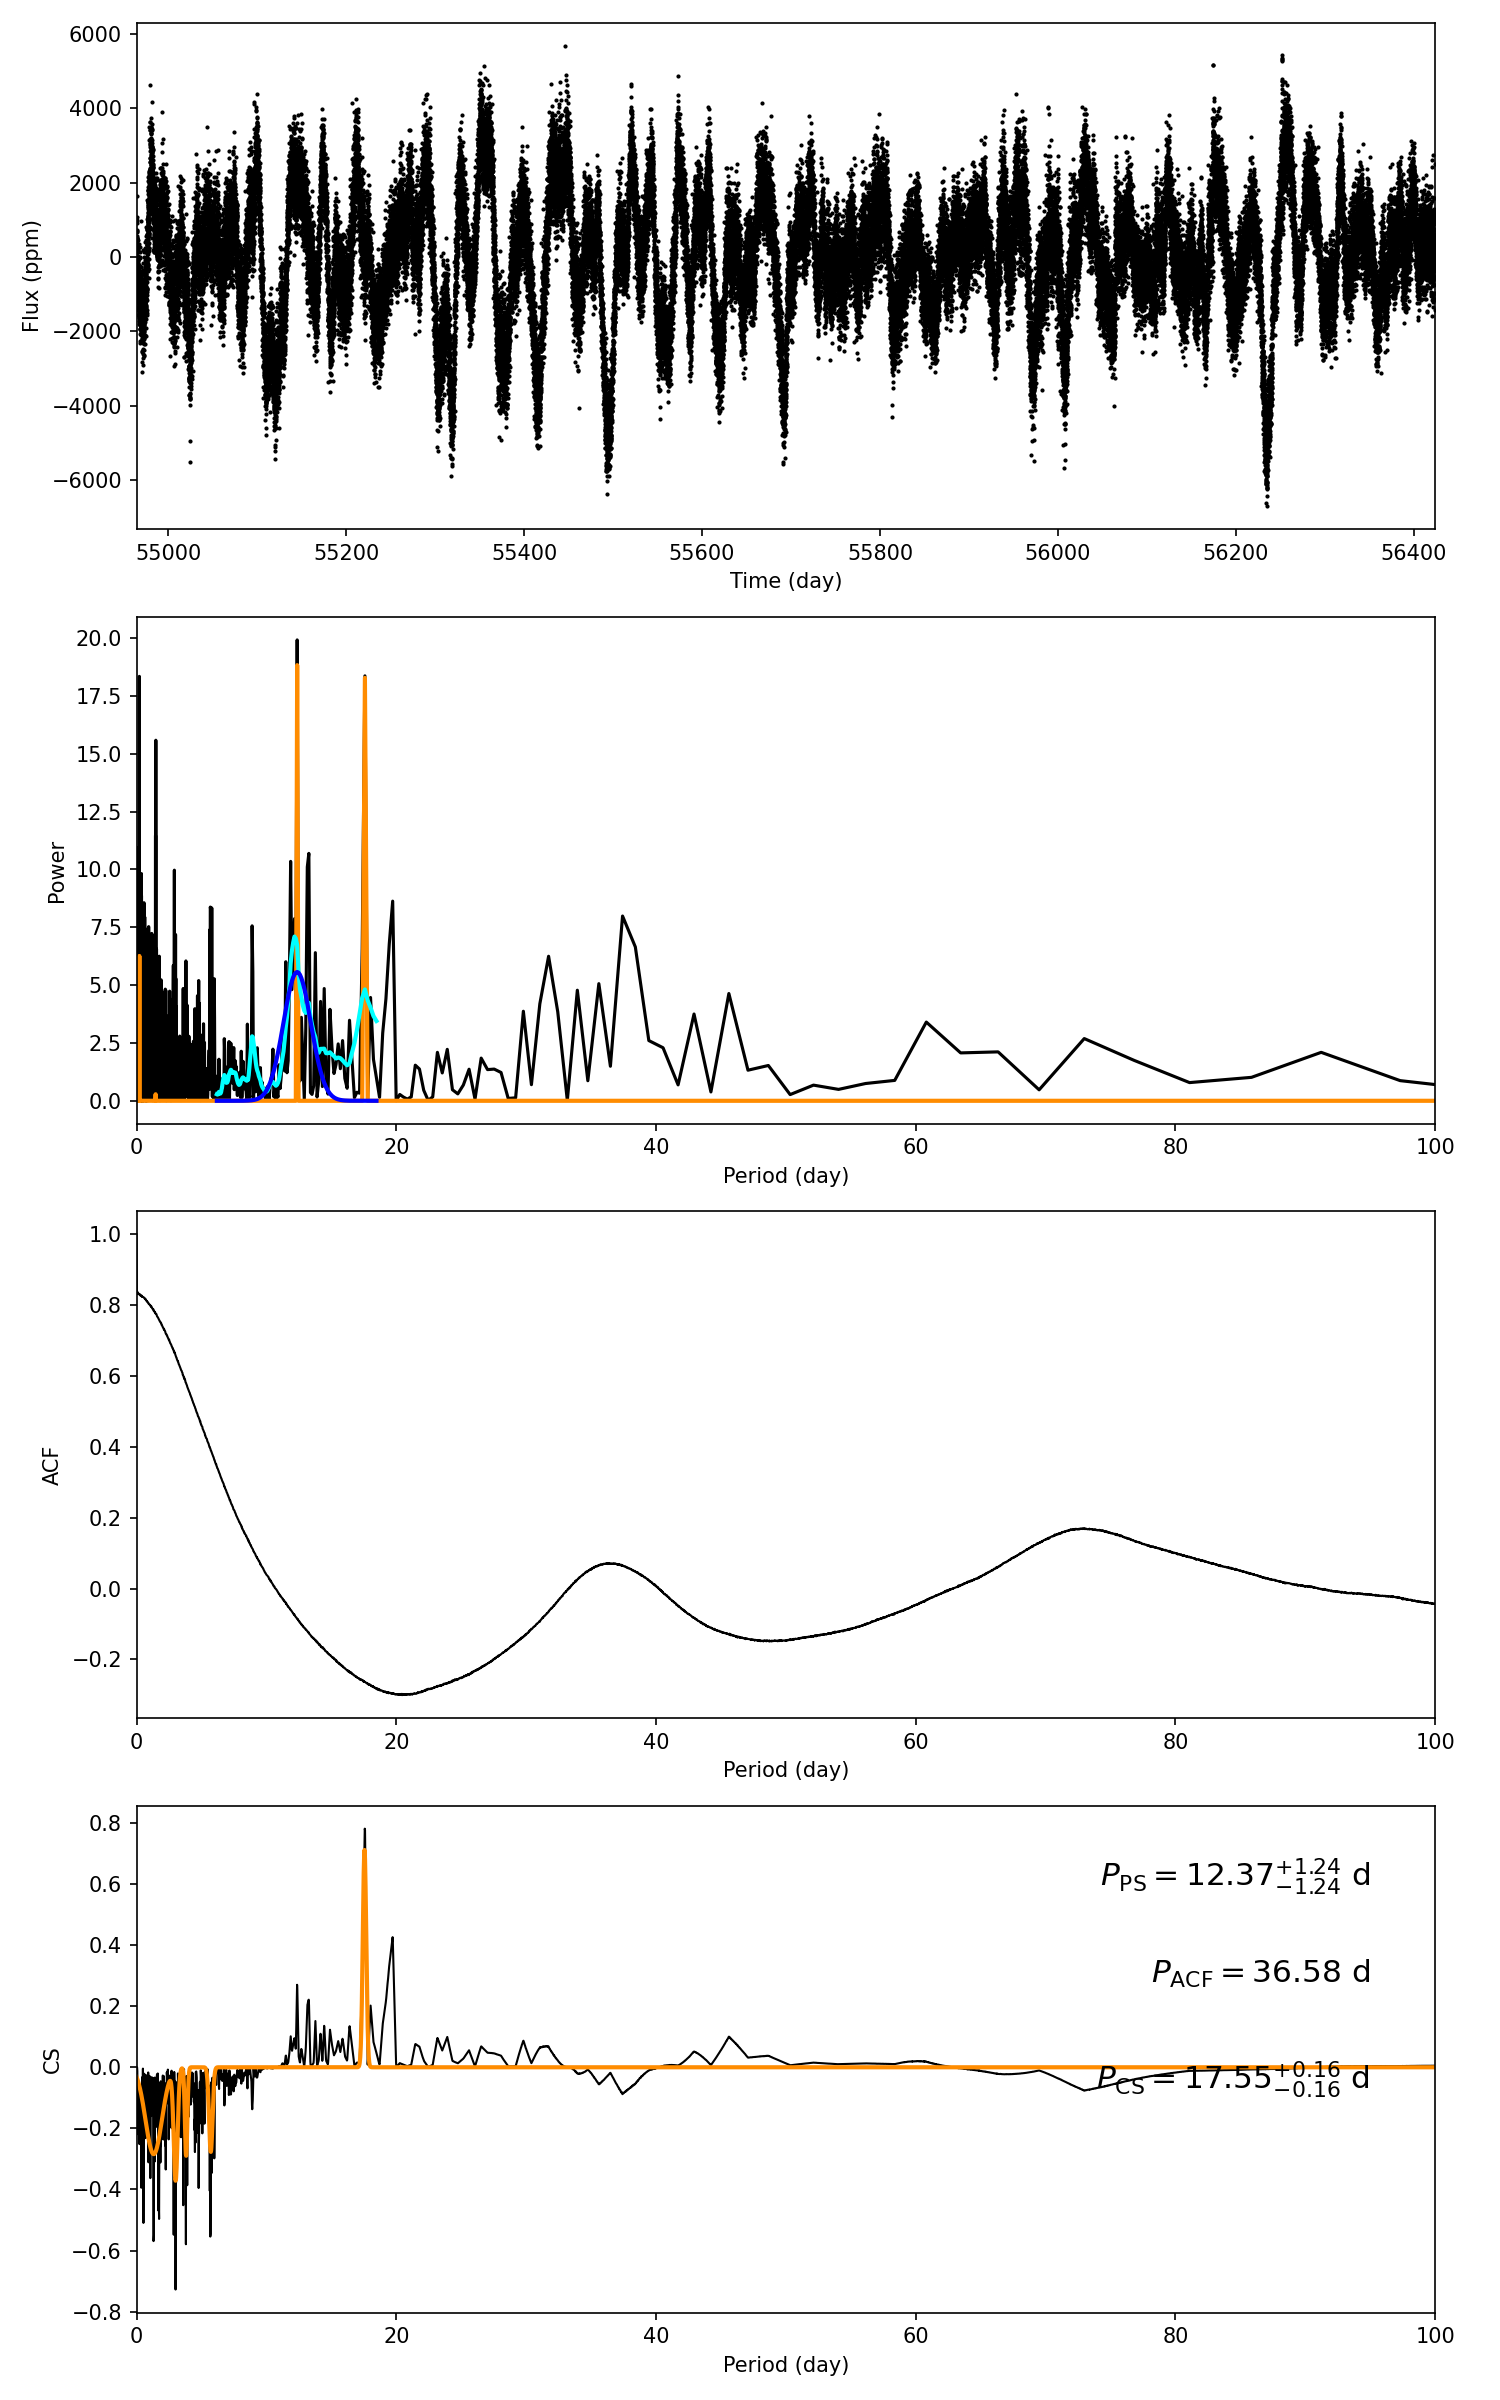 6000
4000
2000
0
−2000
−4000
−6000
Flux (ppm)
55000 55200 55400 55600 55800 56000 56200 56400
Time (day)
20.0
17.5
15.0
12.5
10.0
7.5
5.0
2.5
0.0
Power
0 20 40 60 80 100
Period (day)
1.0
0.8
0.6
0.4
0.2
0.0
−0.2
ACF
0 20 40 60 80 100
Period (day)
0.8
0.6
0.4
0.2
0.0
−0.2
−0.4
−0.6
−0.8
CS
P_PS = 12.37 +1.24 −1.24 d
P_ACF = 36.58 d
P_CS = 17.55 +0.16 −0.16 d
0 20 40 60 80 100
Period (day)